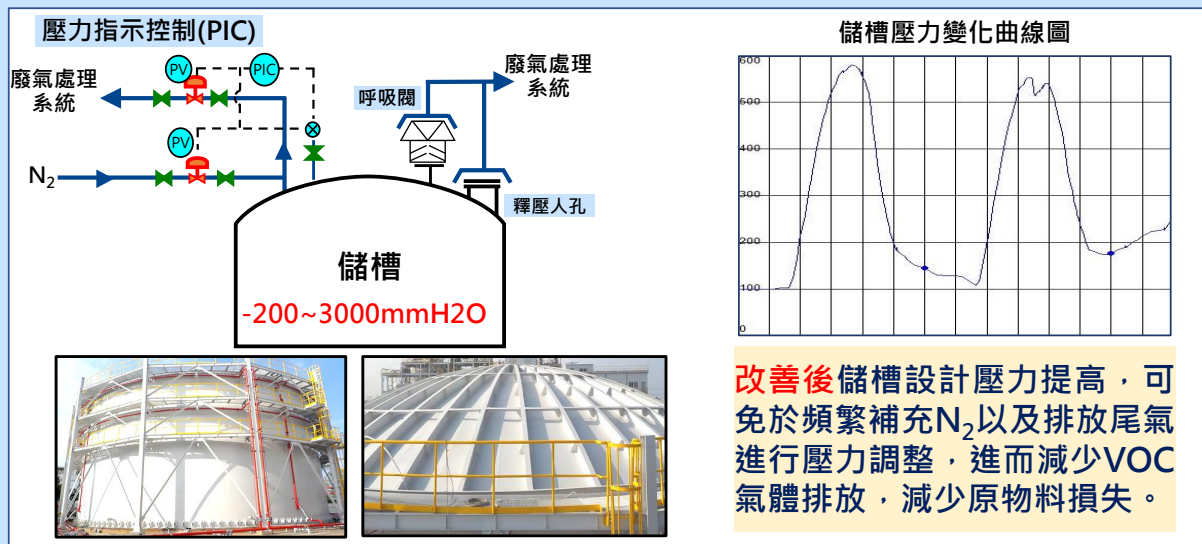 壓力指示控制(PIC)
廢氣處理
系統
PV
PIC
PV
N2
呼吸閥
廢氣處理
系統
釋壓人孔
儲槽
-200~3000mmH2O
儲槽壓力變化曲線圖
600
500
400
300
200
100
0
改善後儲槽設計壓力提高，可
免於頻繁補充N2以及排放尾氣
進行壓力調整，進而減少VOC
氣體排放，減少原物料損失。